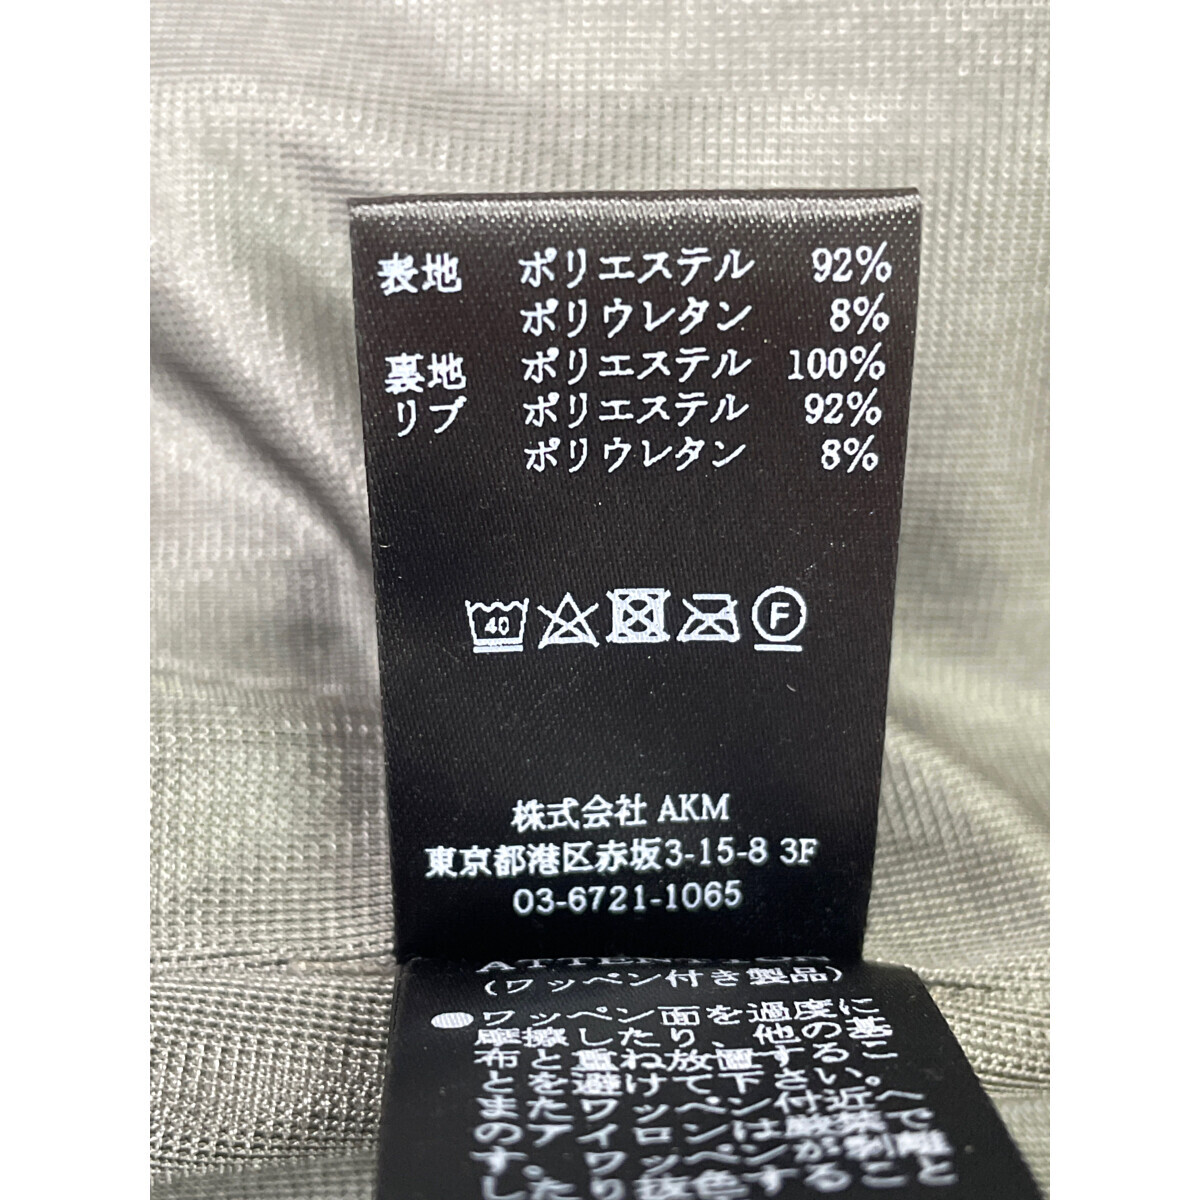 表地 ポリエステル 92%
ポリウレタン 8%
裏地 ポリエステル 100%
リブ ポリエステル 92%
ポリウレタン 8%
40 F
株式会社 AKM
東京都港区赤坂3-15-8 3F
03-6721-1065
ATTENTION
(ワッペン付き製品)
●ワッペン面を過度に
摩擦したり、他の基
布と重ね放置するこ
とを避けて下さい。
またワッペン付近へ
のアイロンは厳禁で
す。ワッペンが剥離
したり抜色すること